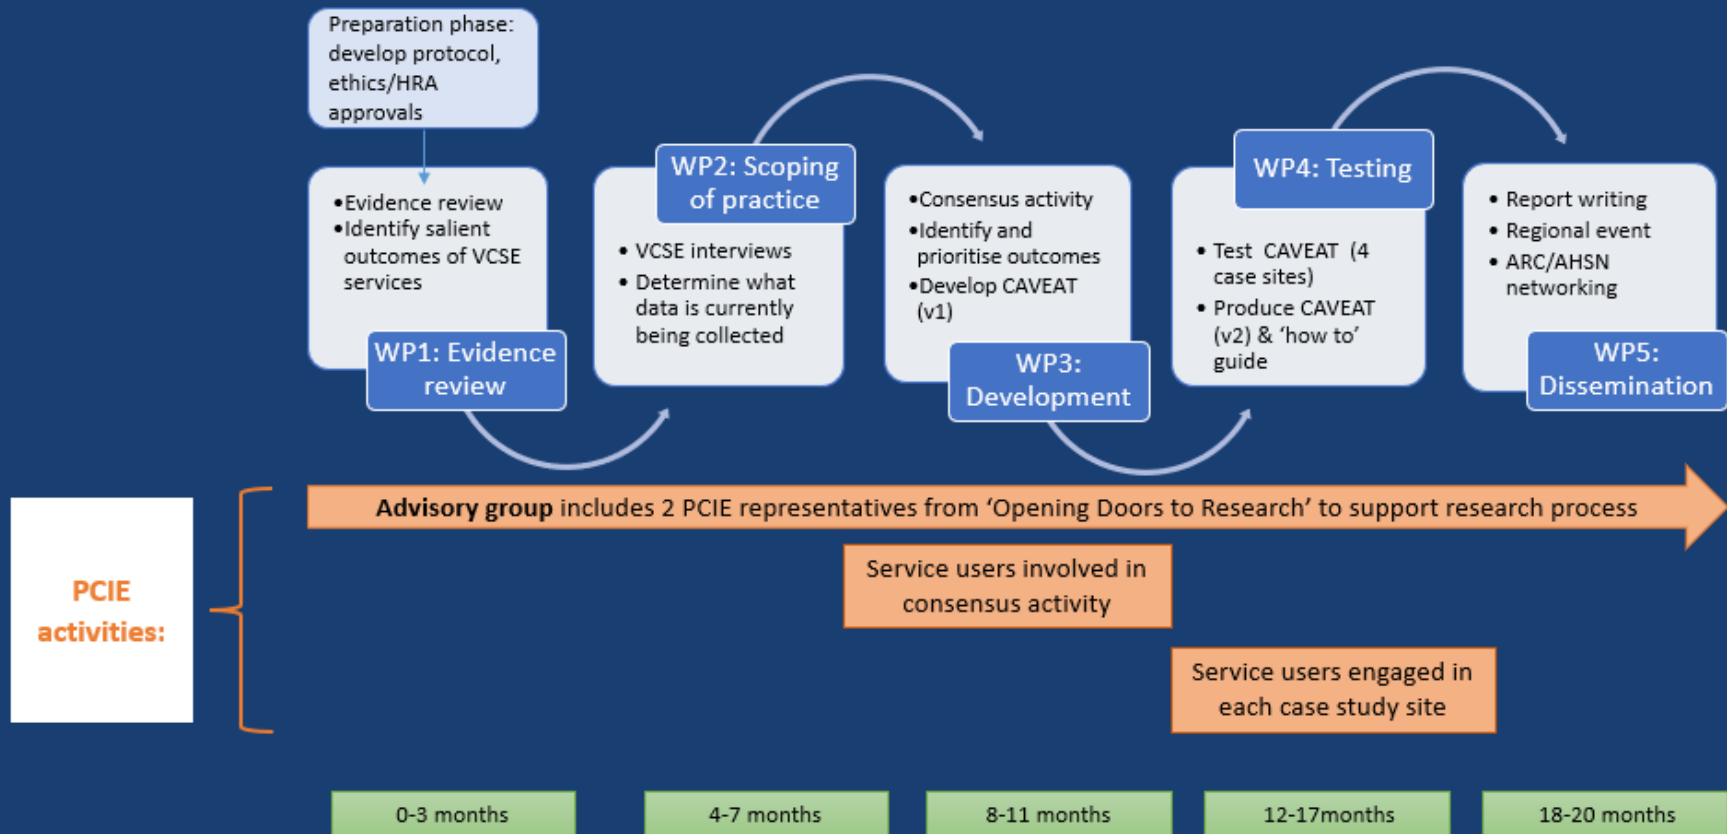 Preparation phase:
develop protocol,
ethics/HRA
approvals
•Evidence review
•Identify salient
outcomes of VCSE
services
WP1: Evidence
review
WP2: Scoping
of practice
• VCSE interviews
• Determine what
data is currently
being collected
•Consensus activity
•Identify and
prioritise outcomes
•Develop CAVEAT
(v1)
WP3:
Development
WP4: Testing
• Test CAVEAT (4
case sites)
• Produce CAVEAT
(v2) & ‘how to’
guide
• Report writing
• Regional event
• ARC/AHSN
networking
WP5:
Dissemination
PCIE
activities:
Advisory group includes 2 PCIE representatives from ‘Opening Doors to Research’ to support research process
Service users involved in
consensus activity
Service users engaged in
each case study site
0-3 months
4-7 months
8-11 months
12-17months
18-20 months